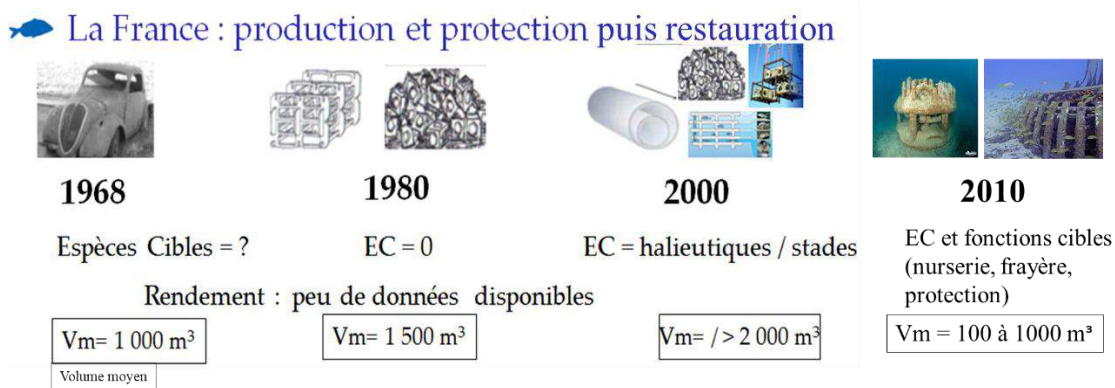 La France : production et protection puis restauration
1968
1980
2000
2010
Espèces Cibles = ?
EC = 0
EC = halieutiques / stades
EC et fonctions cibles
(nurserie, frayère,
protection)
Rendement : peu de données disponibles
Vm= 1 000 m³
Vm= 1 500 m³
Vm= / > 2 000 m³
Vm = 100 à 1000 m³
Volume moyen